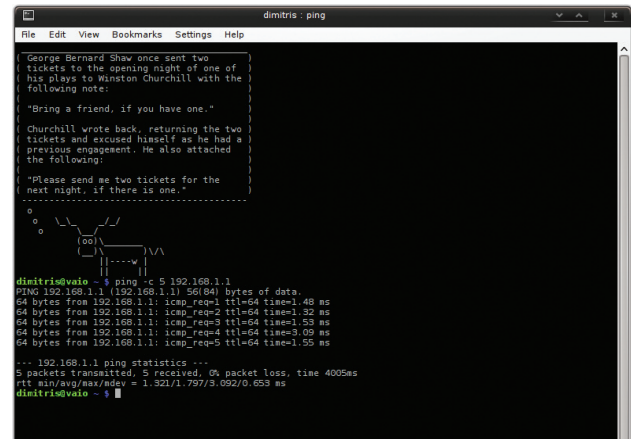 dimitris : ping
File Edit View Bookmarks Settings Help
( George Bernard Shaw once sent two )
( tickets to the opening night of one of )
( his plays to Winston Churchill with the )
( following note: )
( )
( "Bring a friend, if you have one." )
( )
( Churchill wrote back, returning the two )
( tickets and excused himself as he had a )
( previous engagement. He also attached )
( the following: )
( )
( "Please send me two tickets for the )
( next night, if there is one." )
dimitris@vaio ~ $ ping -c 5 192.168.1.1
PING 192.168.1.1 (192.168.1.1) 56(84) bytes of data.
64 bytes from 192.168.1.1: icmp_req=1 ttl=64 time=1.48 ms
64 bytes from 192.168.1.1: icmp_req=2 ttl=64 time=1.32 ms
64 bytes from 192.168.1.1: icmp_req=3 ttl=64 time=1.53 ms
64 bytes from 192.168.1.1: icmp_req=4 ttl=64 time=3.09 ms
64 bytes from 192.168.1.1: icmp_req=5 ttl=64 time=1.55 ms
--- 192.168.1.1 ping statistics ---
5 packets transmitted, 5 received, 0% packet loss, time 4005ms
rtt min/avg/max/mdev = 1.321/1.797/3.092/0.653 ms
dimitris@vaio ~ $